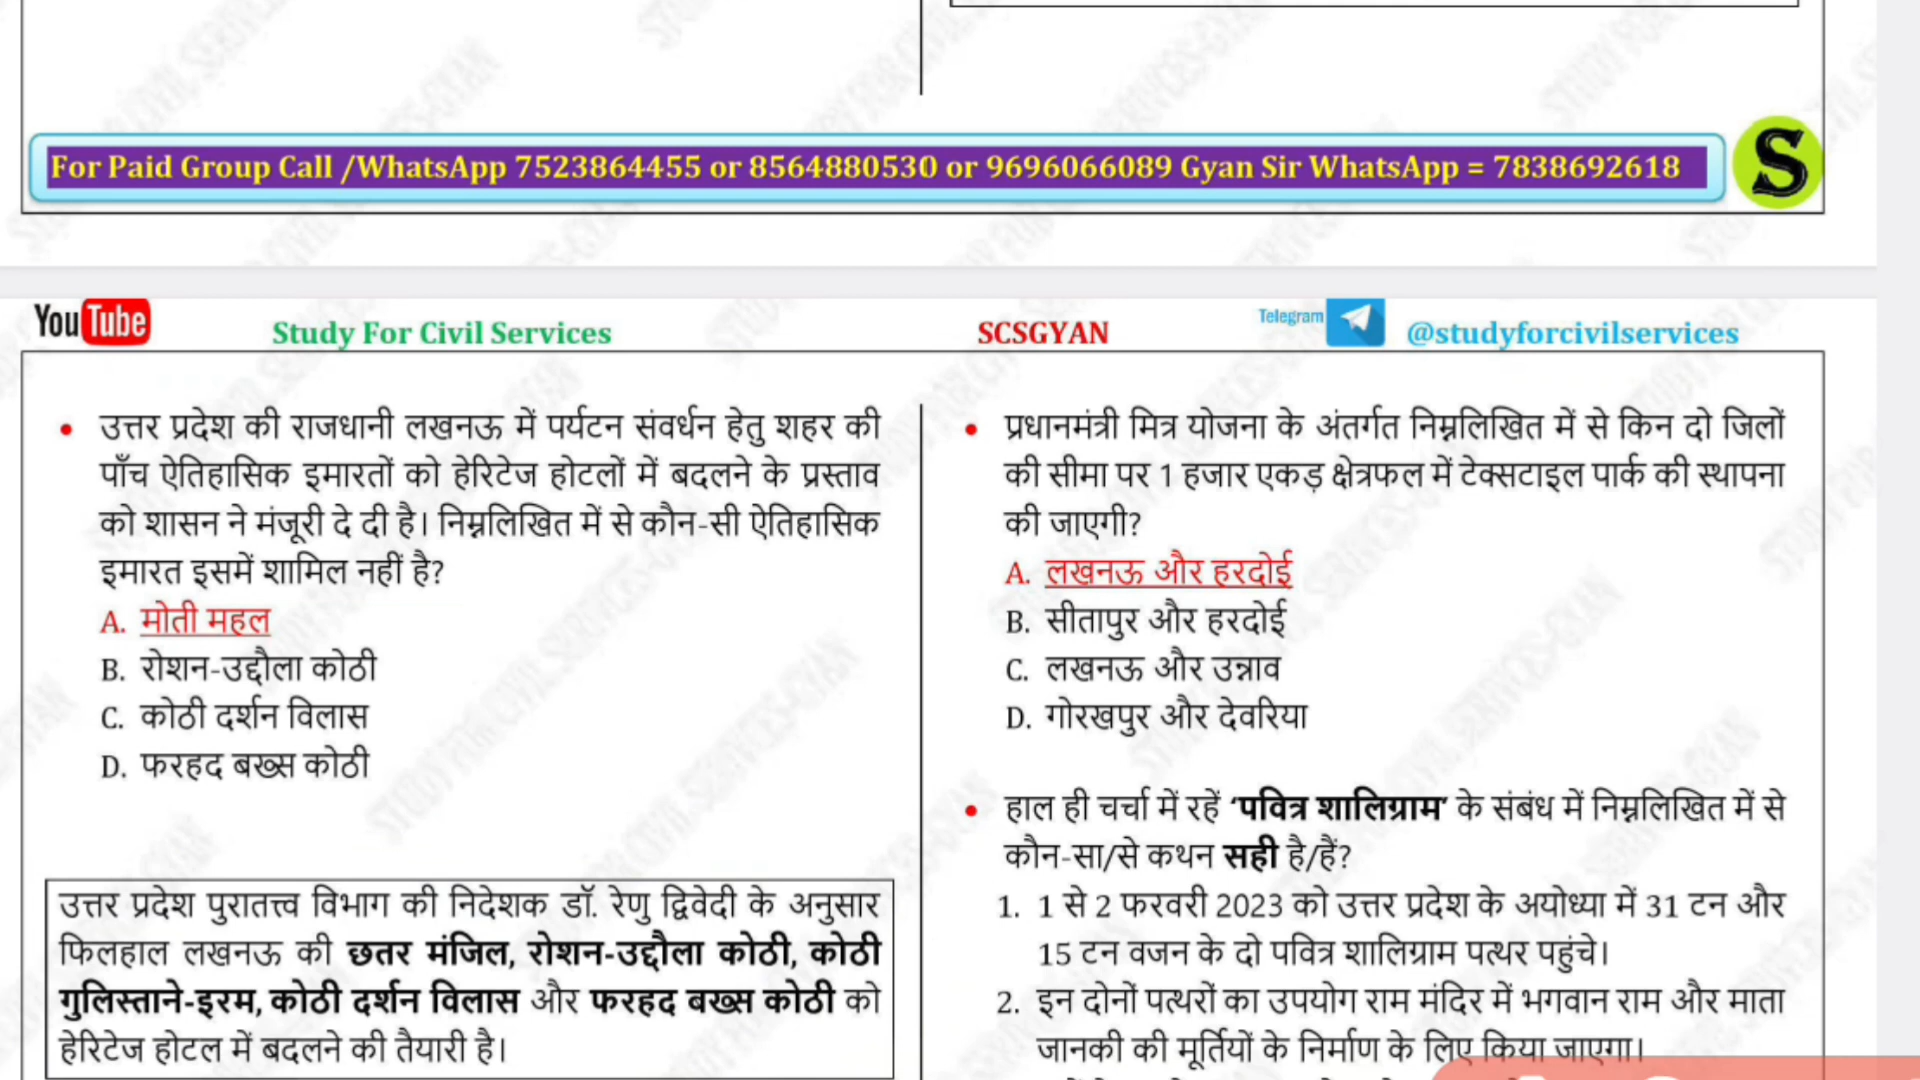 For Paid Group Call /WhatsApp 7523864455 or 8564880530 or 9696066089 Gyan Sir WhatsApp = 7838692618
S
YouTube
Study For Civil Services
SCSGYAN
Telegram
@studyforcivilservices
• उत्तर प्रदेश की राजधानी लखनऊ में पर्यटन संवर्धन हेतु शहर की
पाँच ऐतिहासिक इमारतों को हेरिटेज होटलों में बदलने के प्रस्ताव
को शासन ने मंजूरी दे दी है। निम्नलिखित में से कौन-सी ऐतिहासिक
इमारत इसमें शामिल नहीं है?
A. मोती महल
B. रोशन-उद्दौला कोठी
C. कोठी दर्शन विलास
D. फरहद बख्स कोठी
उत्तर प्रदेश पुरातत्त्व विभाग की निदेशक डॉ. रेणु द्विवेदी के अनुसार
फिलहाल लखनऊ की छतर मंजिल, रोशन-उद्दौला कोठी, कोठी
गुलिस्ताने-इरम, कोठी दर्शन विलास और फरहद बख्स कोठी को
हेरिटेज होटल में बदलने की तैयारी है।
• प्रधानमंत्री मित्र योजना के अंतर्गत निम्नलिखित में से किन दो जिलों
की सीमा पर 1 हजार एकड़ क्षेत्रफल में टेक्सटाइल पार्क की स्थापना
की जाएगी?
A. लखनऊ और हरदोई
B. सीतापुर और हरदोई
C. लखनऊ और उन्नाव
D. गोरखपुर और देवरिया
• हाल ही चर्चा में रहें ‘पवित्र शालिग्राम’ के संबंध में निम्नलिखित में से
कौन-सा/से कथन सही है/हैं?
1. 1 से 2 फरवरी 2023 को उत्तर प्रदेश के अयोध्या में 31 टन और
15 टन वजन के दो पवित्र शालिग्राम पत्थर पहुंचे।
2. इन दोनों पत्थरों का उपयोग राम मंदिर में भगवान राम और माता
जानकी की मूर्तियों के निर्माण के लिए किया जाएगा।